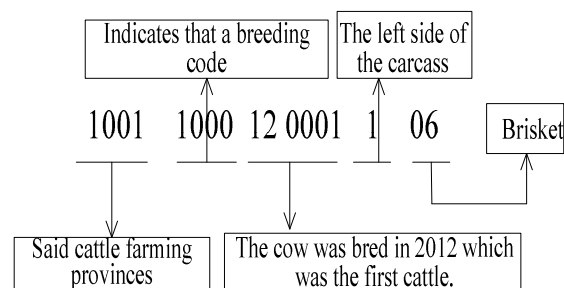 Indicates that a breeding
code
The left side of
the carcass
1001 1000 12 0001 1 06
Brisket
Said cattle farming
provinces
The cow was bred in 2012 which
was the first cattle.